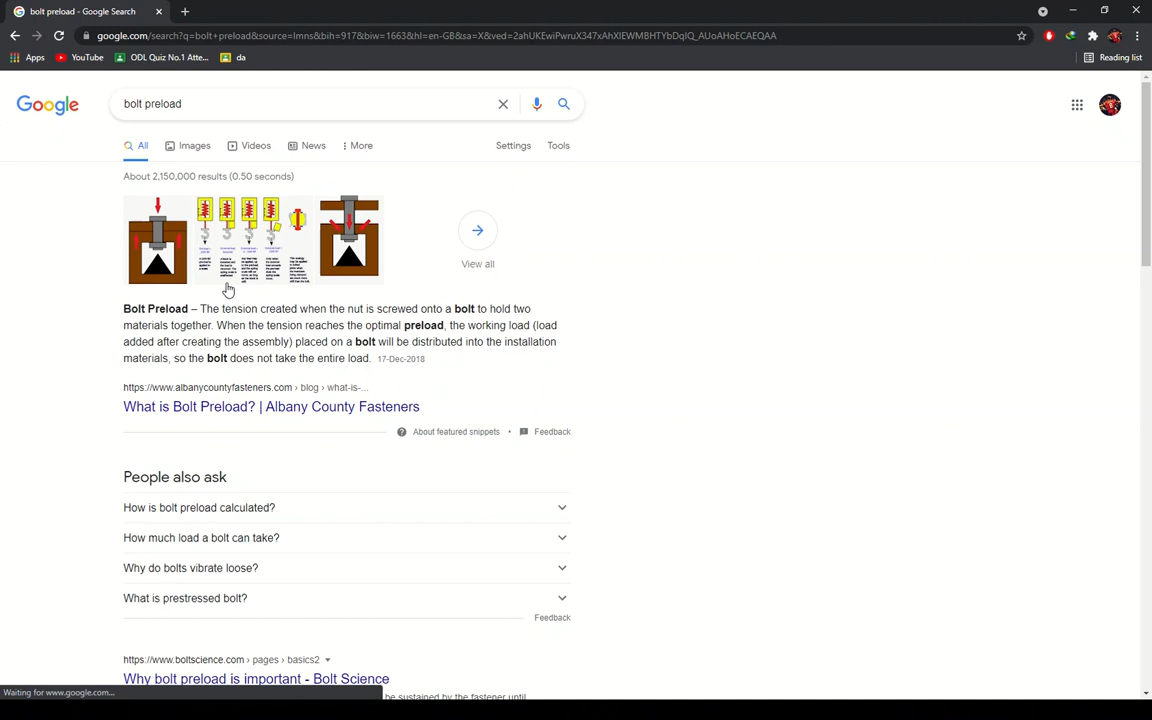 bolt preload - Google Search
google.com/search?q=bolt+preload&source=lmns&bih=917&biw=1663&hl=en-GB&sa=X&ved=2ahUKEwiPwruX347xAhXIEWMBHTYbDqIQ_AUoAHoECAEQAA
Apps YouTube ODL Quiz No.1 Atte... da Reading list
Google bolt preload
All Images Videos News More Settings Tools
About 2,150,000 results (0.50 seconds)
View all
Bolt Preload – The tension created when the nut is screwed onto a bolt to hold two
materials together. When the tension reaches the optimal preload, the working load (load
added after creating the assembly) placed on a bolt will be distributed into the installation
materials, so the bolt does not take the entire load. 17-Dec-2018
https://www.albanycountyfasteners.com › blog › what-is-...
What is Bolt Preload? | Albany County Fasteners
About featured snippets • Feedback
People also ask
How is bolt preload calculated?
How much load a bolt can take?
Why do bolts vibrate loose?
What is prestressed bolt?
Feedback
https://www.boltscience.com › pages › basics2
Why bolt preload is important - Bolt Science
Waiting for www.google.com... be sustained by the fastener until